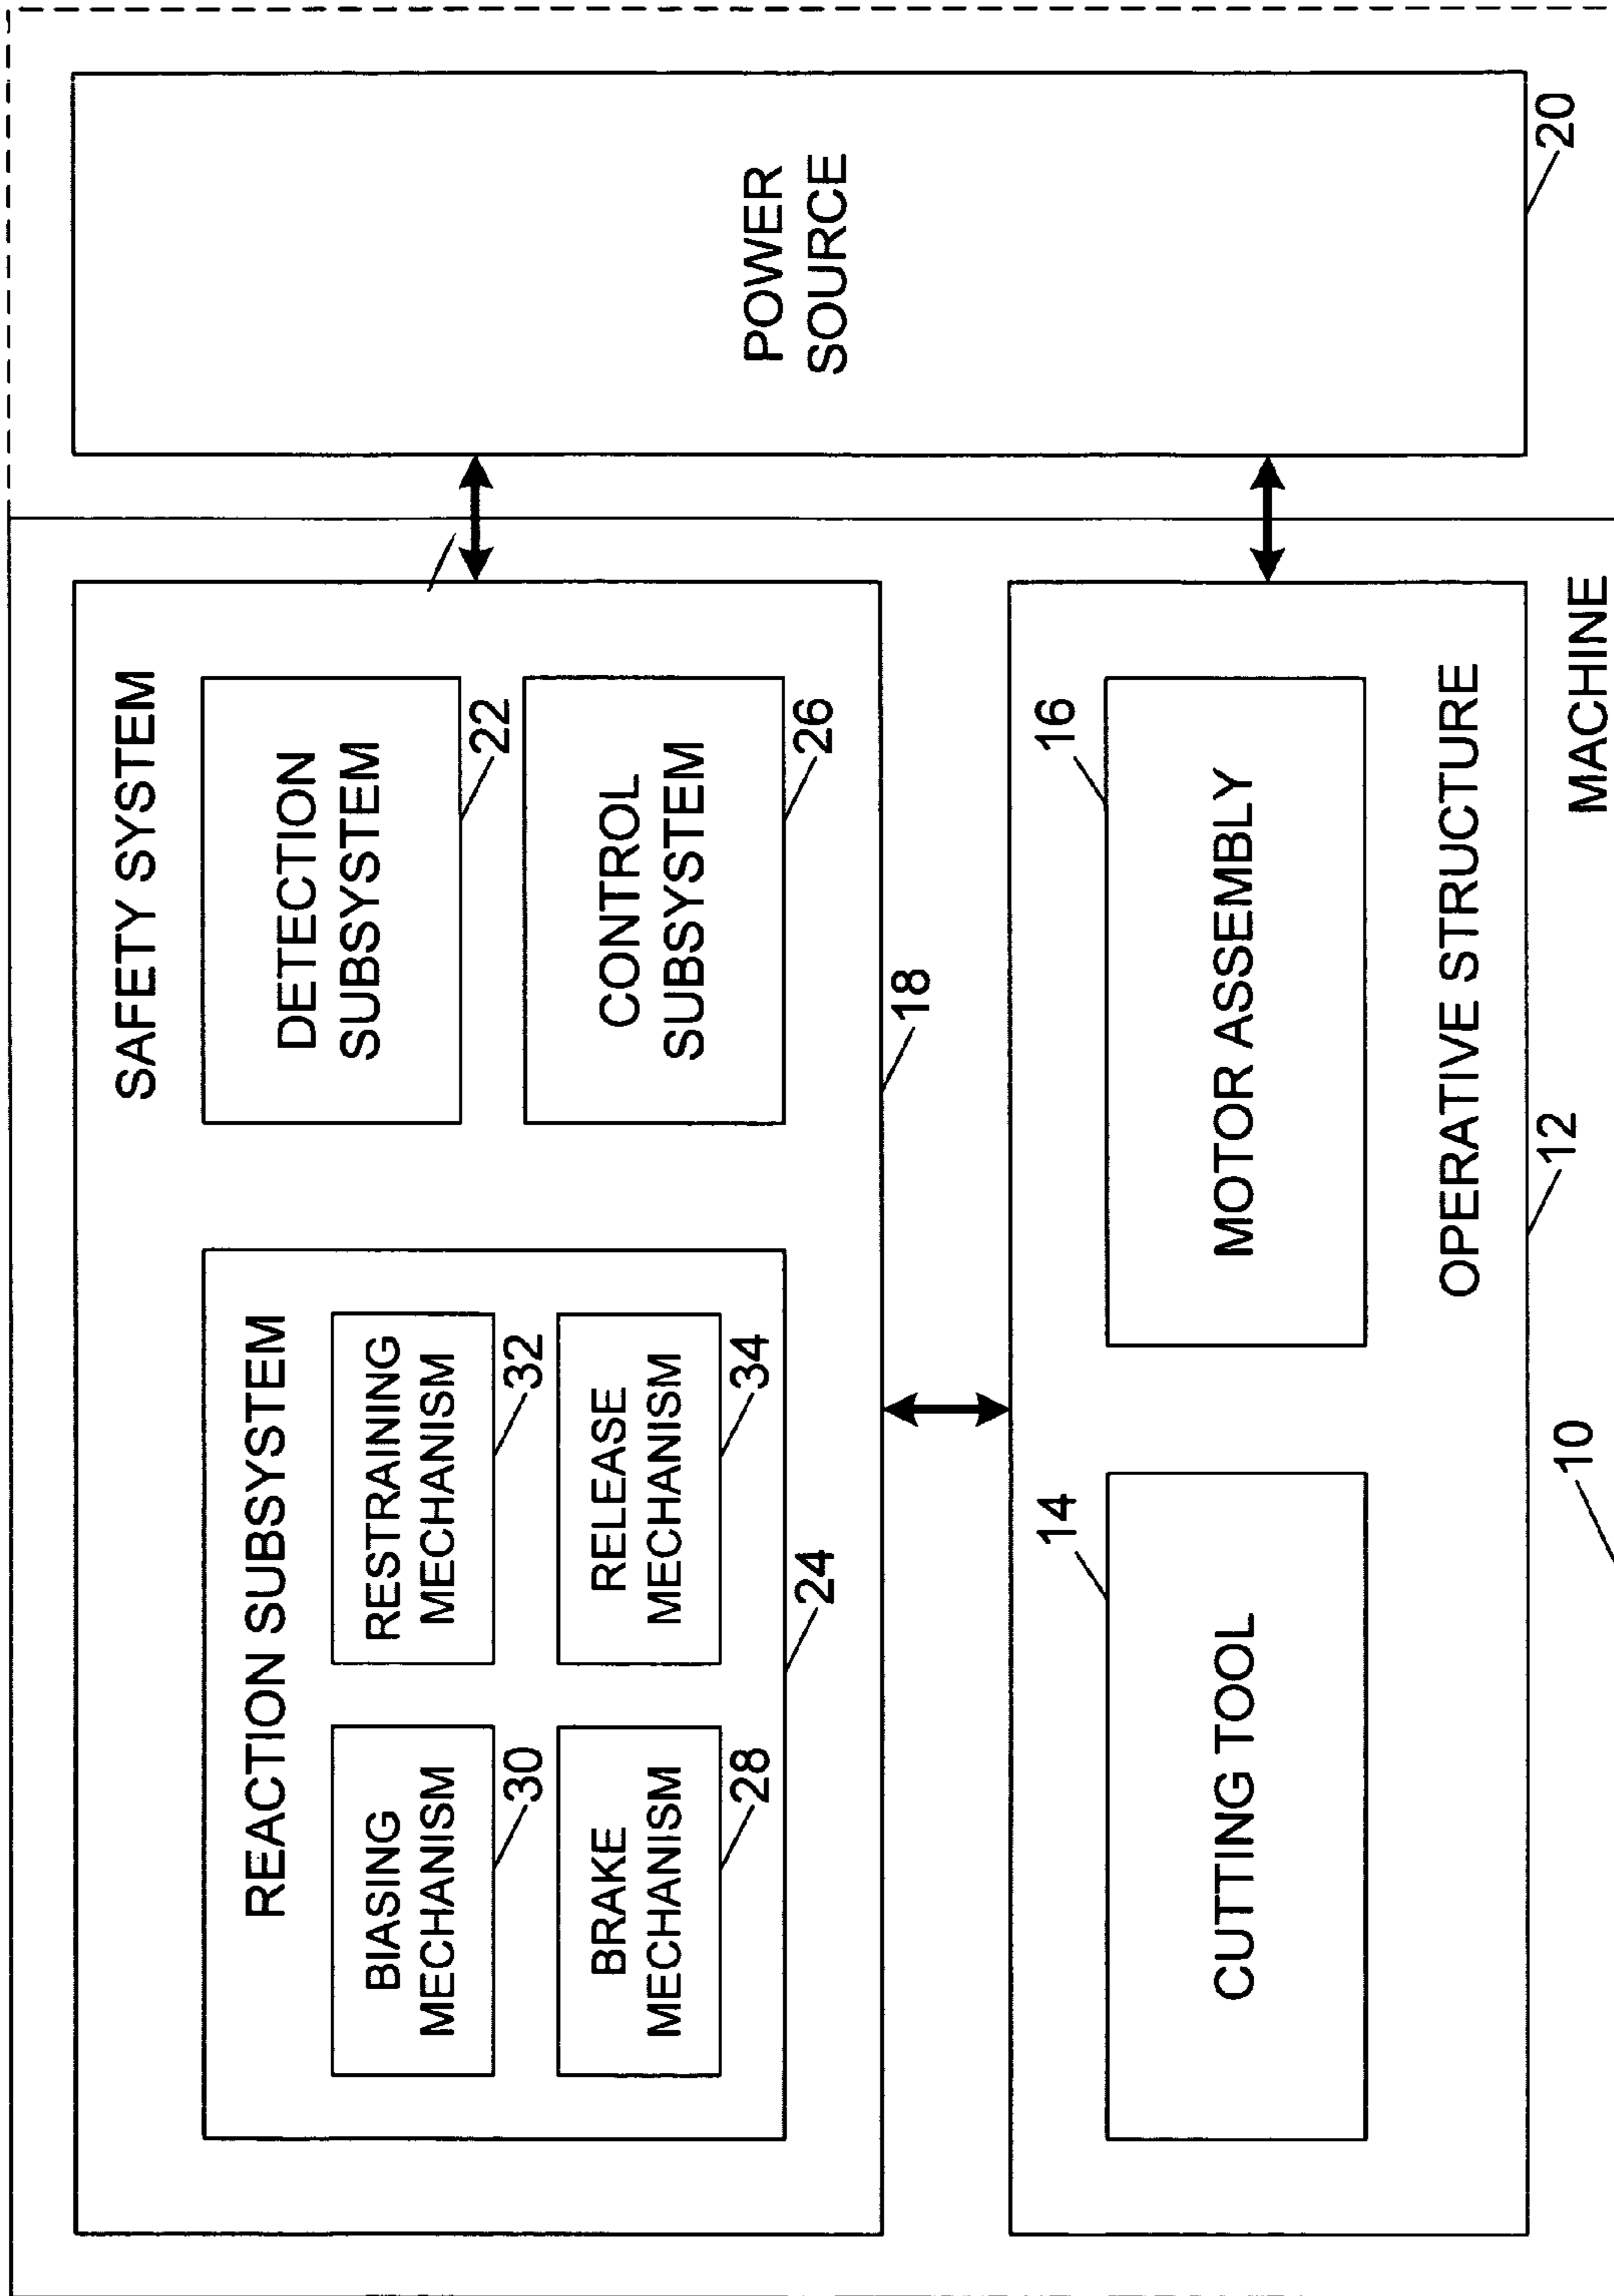 SAFETY SYSTEM
REACTION SUBSYSTEM
BIASING
MECHANISM
30
RESTRAINING
MECHANISM
32
BRAKE
MECHANISM
28
RELEASE
MECHANISM
34
24
DETECTION
SUBSYSTEM
22
CONTROL
SUBSYSTEM
26
18
POWER
SOURCE
20
14
CUTTING TOOL
16
MOTOR ASSEMBLY
OPERATIVE STRUCTURE
12
10
MACHINE